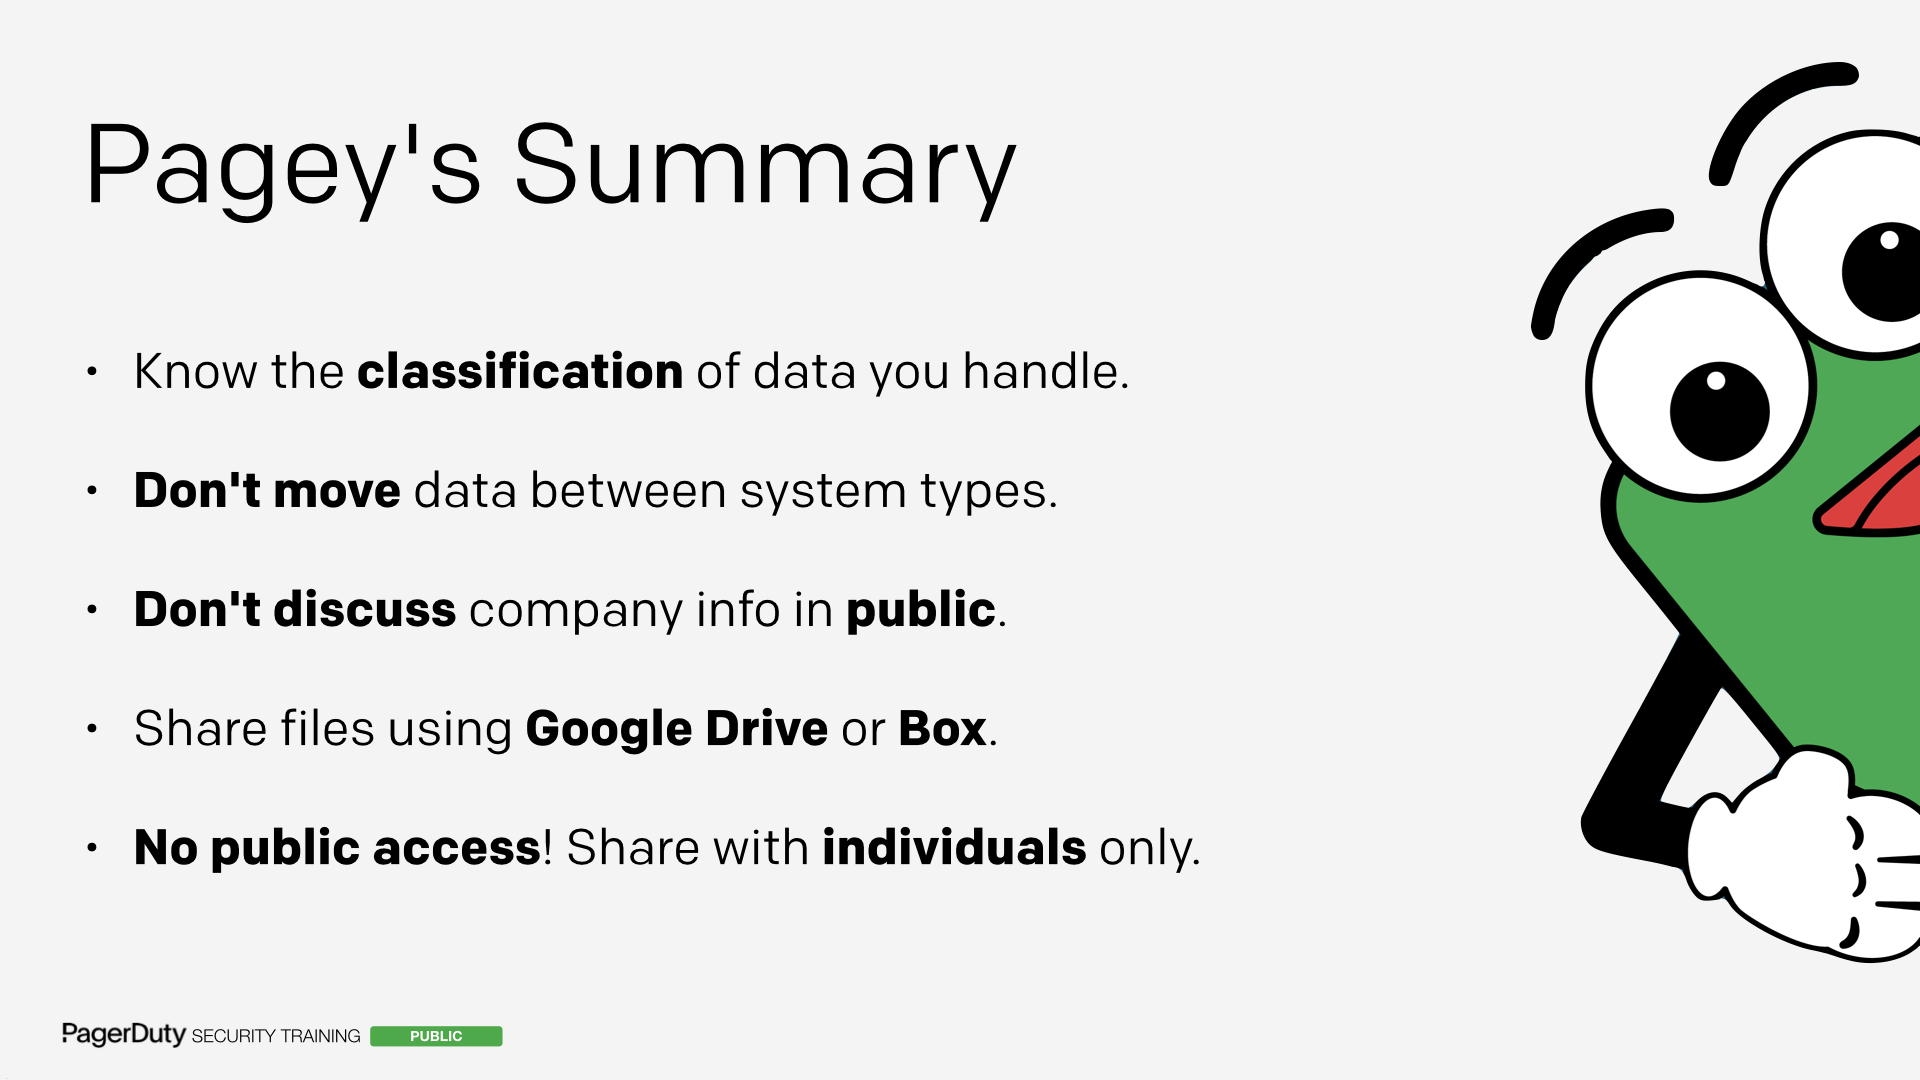 Pagey's Summary
• Know the classification of data you handle.
• Don't move data between system types.
• Don't discuss company info in public.
• Share files using Google Drive or Box.
• No public access! Share with individuals only.
PagerDuty SECURITY TRAINING PUBLIC